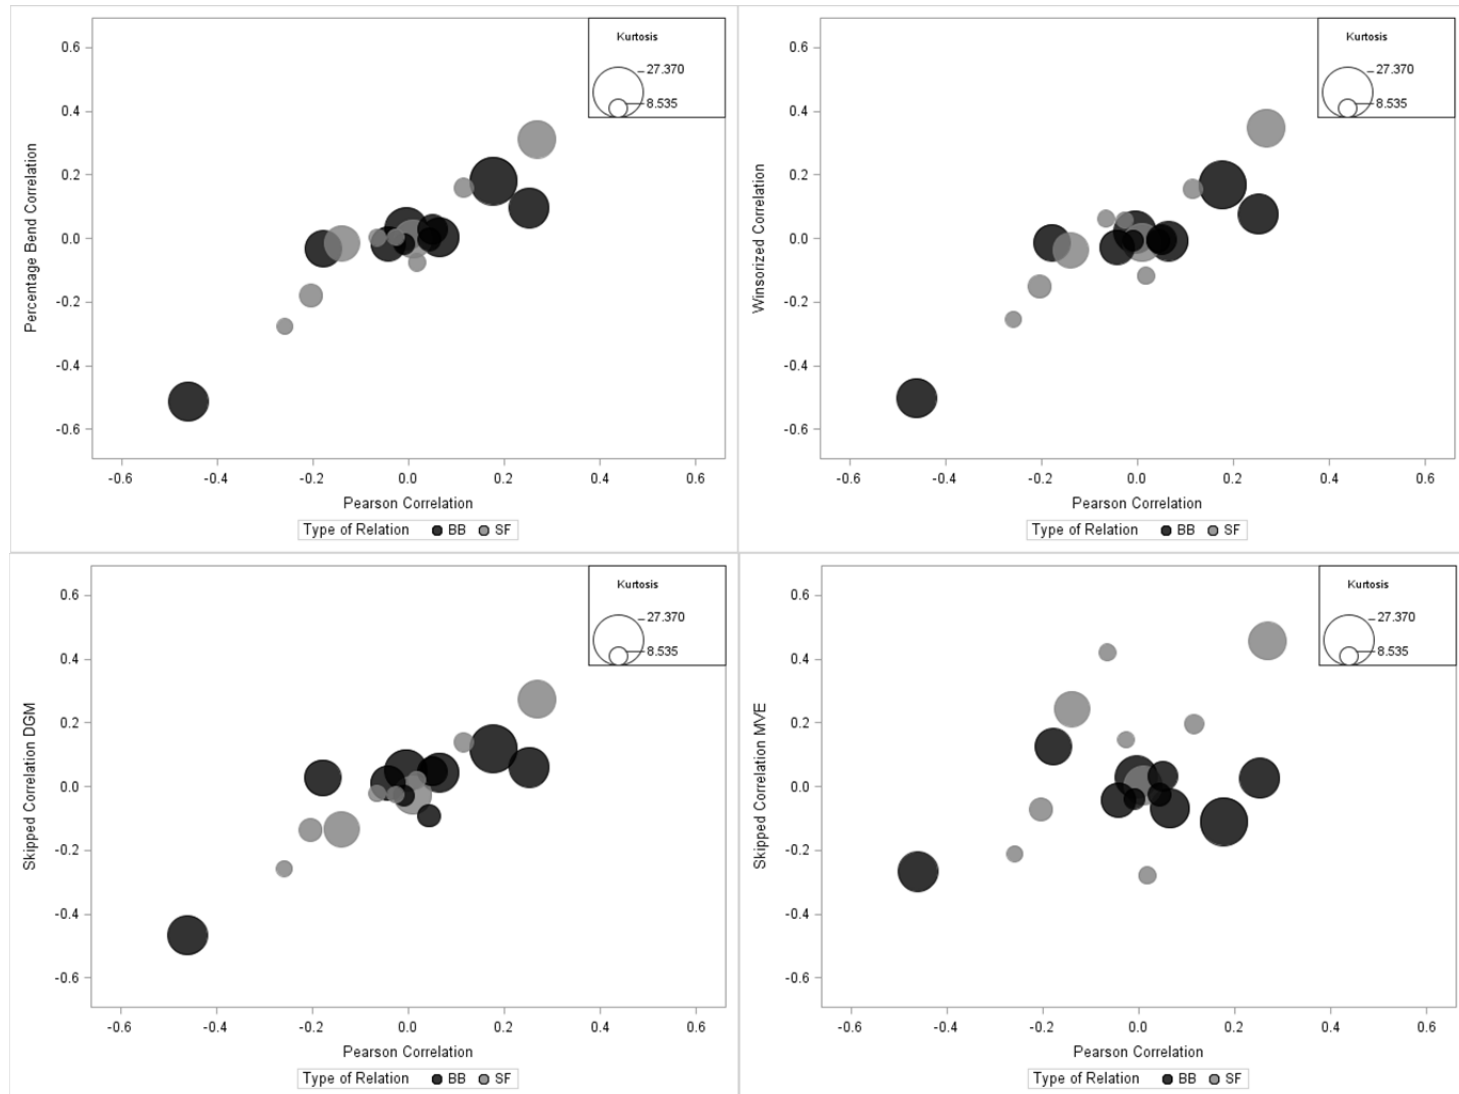 Kurtosis
27.370
8.535
0.6
0.4
0.2
0.0
-0.2
-0.4
-0.6
Percentage Bend Correlation
-0.6 -0.4 -0.2 0.0 0.2 0.4 0.6
Pearson Correlation
Type of Relation BB SF
Kurtosis
27.370
8.535
0.6
0.4
0.2
0.0
-0.2
-0.4
-0.6
Winsorized Correlation
-0.6 -0.4 -0.2 0.0 0.2 0.4 0.6
Pearson Correlation
Type of Relation BB SF
Kurtosis
27.370
8.535
0.6
0.4
0.2
0.0
-0.2
-0.4
-0.6
Skipped Correlation DGM
-0.6 -0.4 -0.2 0.0 0.2 0.4 0.6
Pearson Correlation
Type of Relation BB SF
Kurtosis
27.370
8.535
0.6
0.4
0.2
0.0
-0.2
-0.4
-0.6
Skipped Correlation MVE
-0.6 -0.4 -0.2 0.0 0.2 0.4 0.6
Pearson Correlation
Type of Relation BB SF